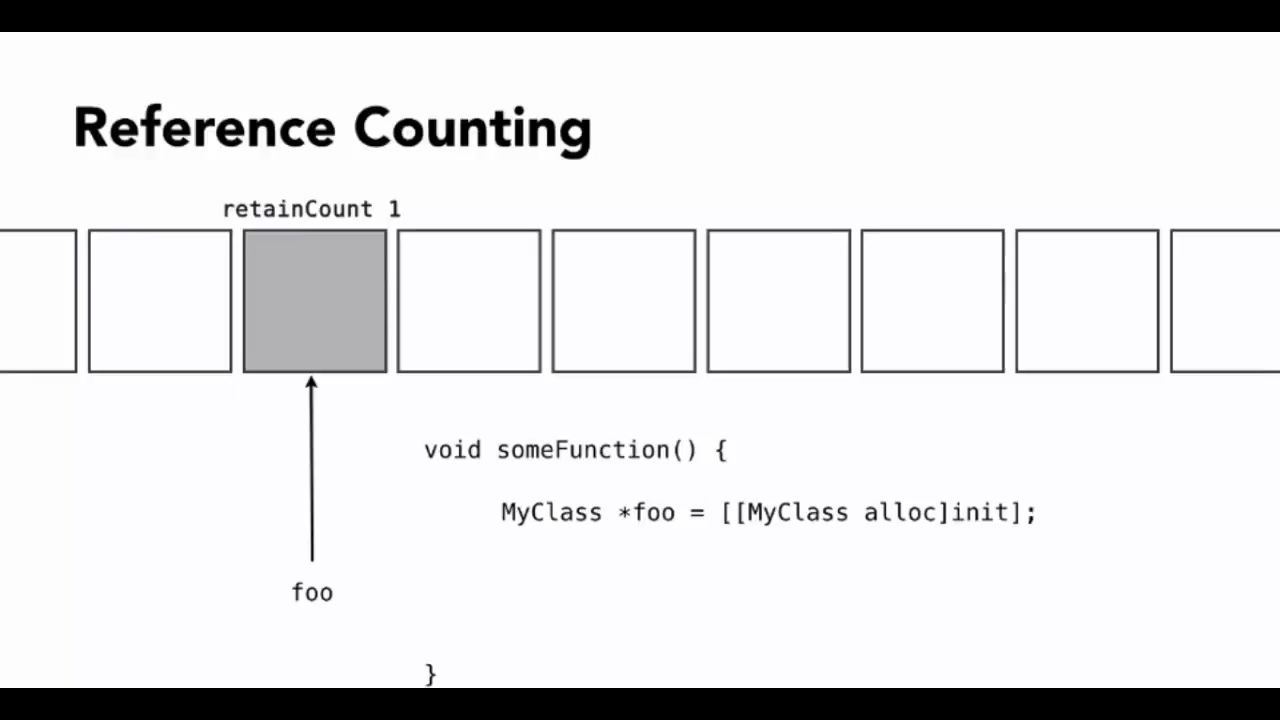 Reference Counting
retainCount 1
void someFunction() {
MyClass *foo = [[MyClass alloc]init];
foo
}